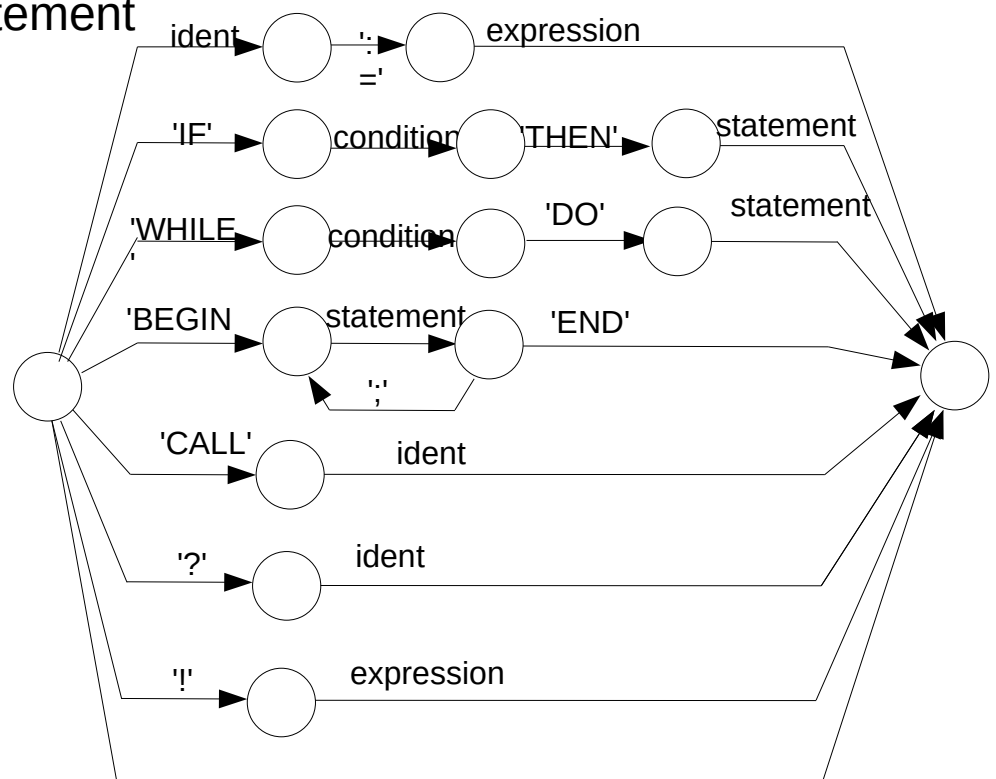 tement
ident
':
='
expression
'IF'
condition
'THEN'
statement
'WHILE
'
condition
'DO'
statement
'BEGIN
statement
'END'
';'
'CALL'
ident
'?'
ident
'!'
expression